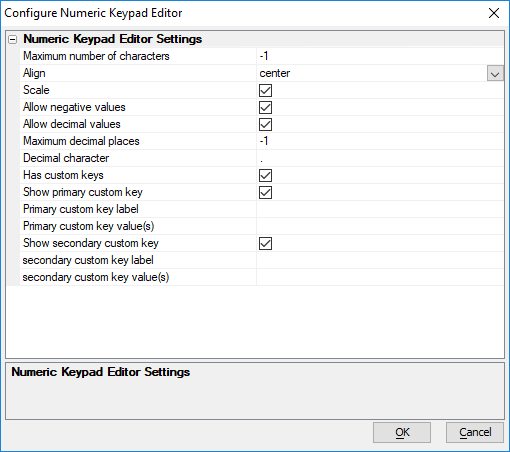 Configure Numeric Keypad Editor
Numeric Keypad Editor Settings
Maximum number of characters -1
Align center
Scale
Allow negative values
Allow decimal values
Maximum decimal places -1
Decimal character .
Has custom keys
Show primary custom key
Primary custom key label
Primary custom key value(s)
Show secondary custom key
secondary custom key label
secondary custom key value(s)
Numeric Keypad Editor Settings
OK Cancel